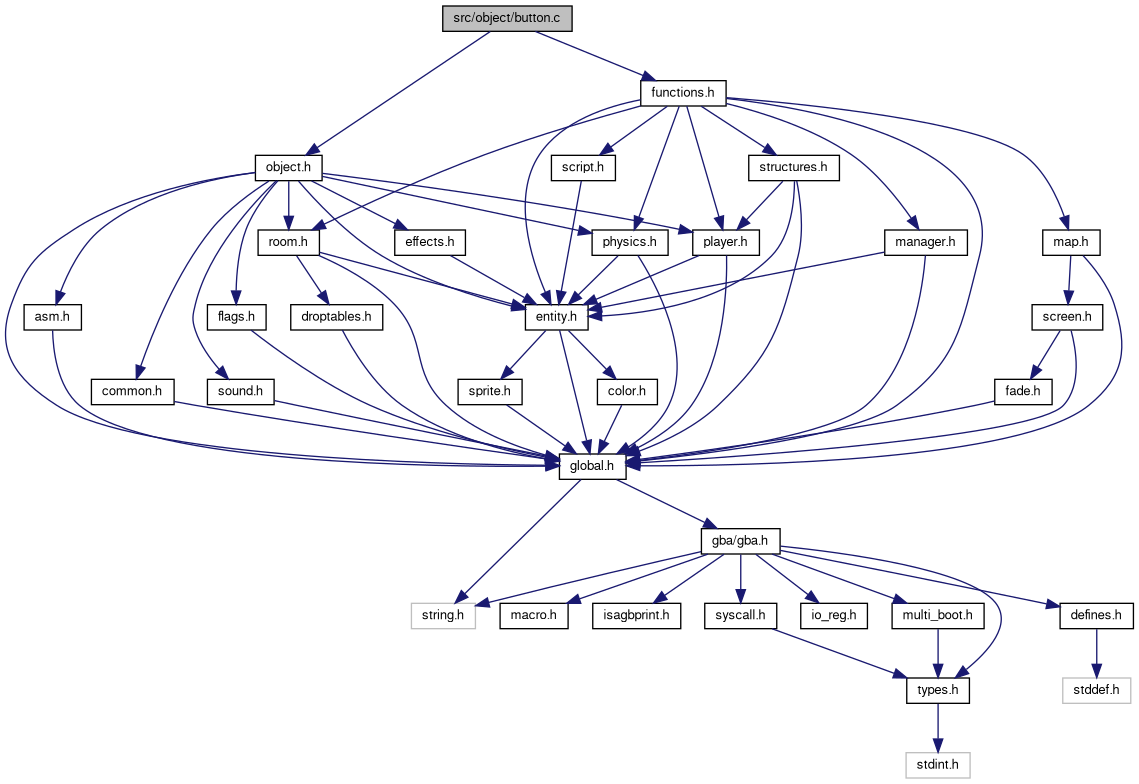 src/object/button.c
functions.h
object.h
script.h
structures.h
room.h
effects.h
physics.h
player.h
manager.h
map.h
asm.h
flags.h
droptables.h
entity.h
screen.h
common.h
sound.h
sprite.h
color.h
fade.h
global.h
gba/gba.h
string.h
macro.h
isagbprint.h
syscall.h
io_reg.h
multi_boot.h
defines.h
types.h
stddef.h
stdint.h